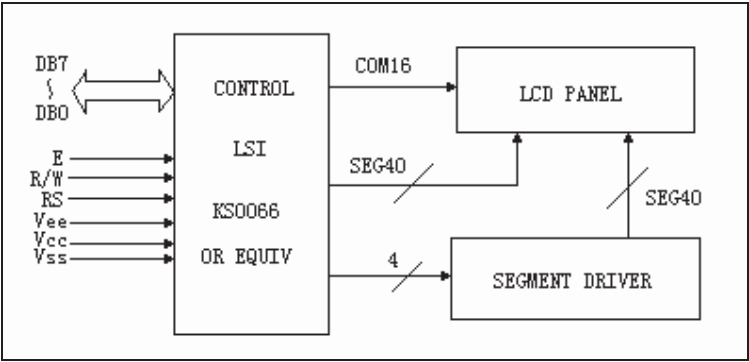 DB7
~
DB0
E
R/W
RS
Vee
Vcc
Vss
CONTROL
LSI
KS0066
OR EQUIV
COM16
SEG40
4
LCD PANEL
SEG40
SEGMENT DRIVER